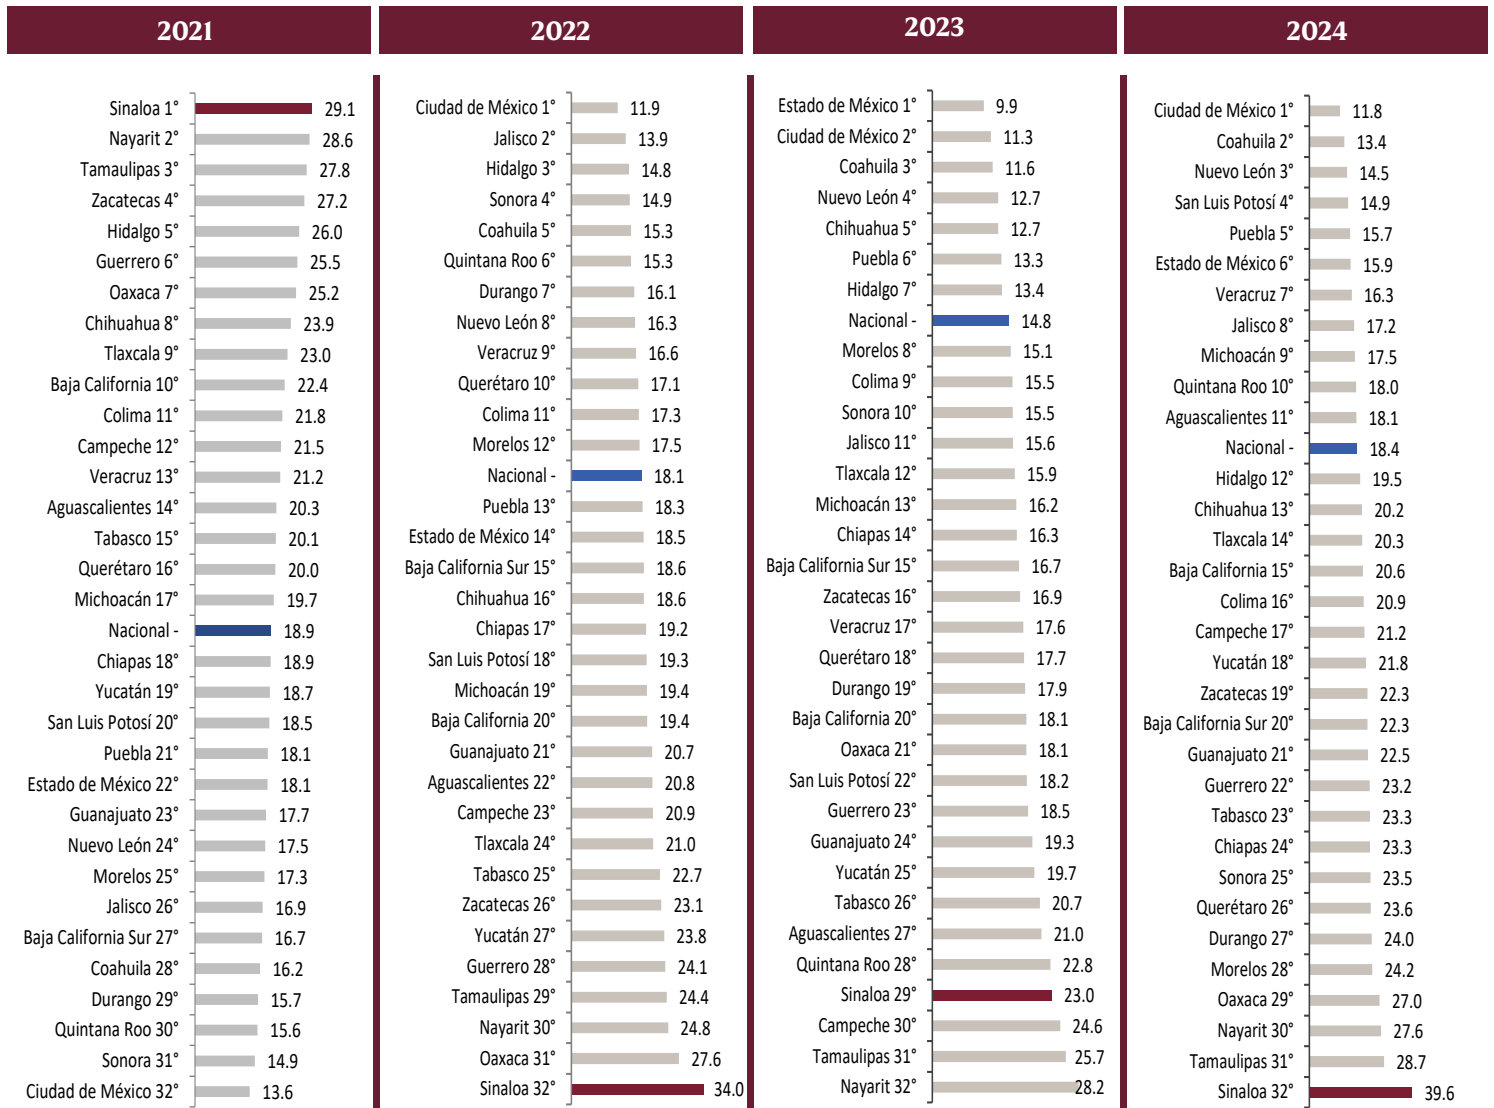 2021
Sinaloa 1° 29.1
Nayarit 2° 28.6
Tamaulipas 3° 27.8
Zacatecas 4° 27.2
Hidalgo 5° 26.0
Guerrero 6° 25.5
Oaxaca 7° 25.2
Chihuahua 8° 23.9
Tlaxcala 9° 23.0
Baja California 10° 22.4
Colima 11° 21.8
Campeche 12° 21.5
Veracruz 13° 21.2
Aguascalientes 14° 20.3
Tabasco 15° 20.1
Querétaro 16° 20.0
Michoacán 17° 19.7
Nacional - 18.9
Chiapas 18° 18.9
Yucatán 19° 18.7
San Luis Potosí 20° 18.5
Puebla 21° 18.1
Estado de México 22° 18.1
Guanajuato 23° 17.7
Nuevo León 24° 17.5
Morelos 25° 17.3
Jalisco 26° 16.9
Baja California Sur 27° 16.7
Coahuila 28° 16.2
Durango 29° 15.7
Quintana Roo 30° 15.6
Sonora 31° 14.9
Ciudad de México 32° 13.6
2022
Ciudad de México 1° 11.9
Jalisco 2° 13.9
Hidalgo 3° 14.8
Sonora 4° 14.9
Coahuila 5° 15.3
Quintana Roo 6° 15.3
Durango 7° 16.1
Nuevo León 8° 16.3
Veracruz 9° 16.6
Querétaro 10° 17.1
Colima 11° 17.3
Morelos 12° 17.5
Nacional - 18.1
Puebla 13° 18.3
Estado de México 14° 18.5
Baja California Sur 15° 18.6
Chihuahua 16° 18.6
Chiapas 17° 19.2
San Luis Potosí 18° 19.3
Michoacán 19° 19.4
Baja California 20° 19.4
Guanajuato 21° 20.7
Aguascalientes 22° 20.8
Campeche 23° 20.9
Tlaxcala 24° 21.0
Tabasco 25° 22.7
Zacatecas 26° 23.1
Yucatán 27° 23.8
Guerrero 28° 24.1
Tamaulipas 29° 24.4
Nayarit 30° 24.8
Oaxaca 31° 27.6
Sinaloa 32° 34.0
2023
Estado de México 1° 9.9
Ciudad de México 2° 11.3
Coahuila 3° 11.6
Nuevo León 4° 12.7
Chihuahua 5° 12.7
Puebla 6° 13.3
Hidalgo 7° 13.4
Nacional - 14.8
Morelos 8° 15.1
Colima 9° 15.5
Sonora 10° 15.5
Jalisco 11° 15.6
Tlaxcala 12° 15.9
Michoacán 13° 16.2
Chiapas 14° 16.3
Baja California Sur 15° 16.7
Zacatecas 16° 16.9
Veracruz 17° 17.6
Querétaro 18° 17.7
Durango 19° 17.9
Baja California 20° 18.1
Oaxaca 21° 18.1
San Luis Potosí 22° 18.2
Guerrero 23° 18.5
Guanajuato 24° 19.3
Yucatán 25° 19.7
Tabasco 26° 20.7
Aguascalientes 27° 21.0
Quintana Roo 28° 22.8
Sinaloa 29° 23.0
Campeche 30° 24.6
Tamaulipas 31° 25.7
Nayarit 32° 28.2
2024
Ciudad de México 1° 11.8
Coahuila 2° 13.4
Nuevo León 3° 14.5
San Luis Potosí 4° 14.9
Puebla 5° 15.7
Estado de México 6° 15.9
Veracruz 7° 16.3
Jalisco 8° 17.2
Michoacán 9° 17.5
Quintana Roo 10° 18.0
Aguascalientes 11° 18.1
Nacional - 18.4
Hidalgo 12° 19.5
Chihuahua 13° 20.2
Tlaxcala 14° 20.3
Baja California 15° 20.6
Colima 16° 20.9
Campeche 17° 21.2
Yucatán 18° 21.8
Zacatecas 19° 22.3
Baja California Sur 20° 22.3
Guanajuato 21° 22.5
Guerrero 22° 23.2
Tabasco 23° 23.3
Chiapas 24° 23.3
Sonora 25° 23.5
Querétaro 26° 23.6
Durango 27° 24.0
Morelos 28° 24.2
Oaxaca 29° 27.0
Nayarit 30° 27.6
Tamaulipas 31° 28.7
Sinaloa 32° 39.6